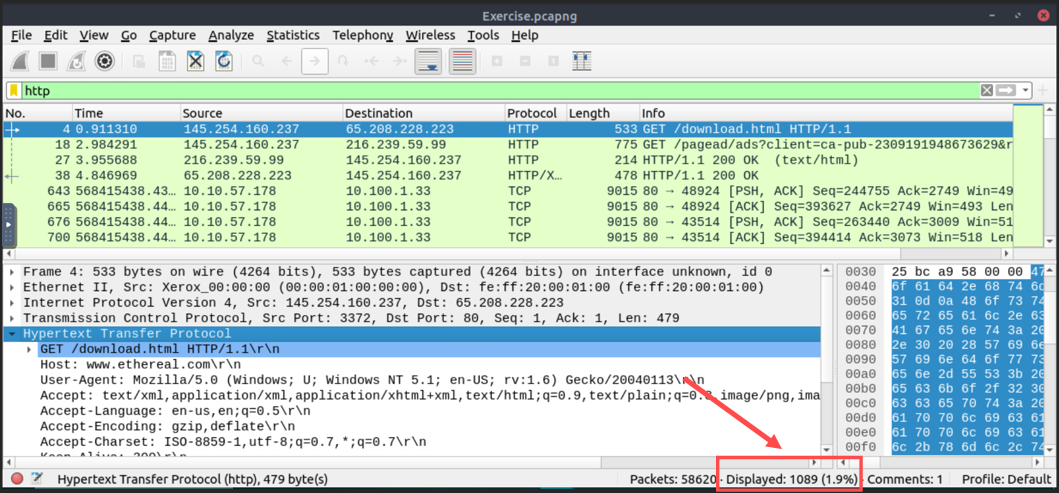 Exercise.pcapng
File Edit View Go Capture Analyze Statistics Telephony Wireless Tools Help
http
No. Time Source Destination Protocol Length Info
4 0.911310 145.254.160.237 65.208.228.223 HTTP 533 GET /download.html HTTP/1.1
18 2.984291 145.254.160.237 216.239.59.99 HTTP 775 GET /pagead/ads?client=ca-pub-2309191948673629&r
27 3.955688 216.239.59.99 145.254.160.237 HTTP 214 HTTP/1.1 200 OK (text/html)
38 4.846969 65.208.228.223 145.254.160.237 HTTP/X… 478 HTTP/1.1 200 OK
643 568415438.43… 10.10.57.178 10.100.1.33 TCP 9015 80 → 48924 [PSH, ACK] Seq=244755 Ack=2749 Win=49
665 568415438.44… 10.10.57.178 10.100.1.33 TCP 9015 80 → 48924 [ACK] Seq=393627 Ack=2749 Win=493 Len
676 568415438.44… 10.10.57.178 10.100.1.33 TCP 9015 80 → 43514 [PSH, ACK] Seq=263440 Ack=3009 Win=51
700 568415438.44… 10.10.57.178 10.100.1.33 TCP 9015 80 → 43514 [ACK] Seq=394414 Ack=3073 Win=518 Len
Frame 4: 533 bytes on wire (4264 bits), 533 bytes captured (4264 bits) on interface unknown, id 0
Ethernet II, Src: Xerox_00:00:00 (00:00:01:00:00:00), Dst: fe:ff:20:00:01:00 (fe:ff:20:00:01:00)
Internet Protocol Version 4, Src: 145.254.160.237, Dst: 65.208.228.223
Transmission Control Protocol, Src Port: 3372, Dst Port: 80, Seq: 1, Ack: 1, Len: 479
Hypertext Transfer Protocol
GET /download.html HTTP/1.1\r\n
Host: www.ethereal.com\r\n
User-Agent: Mozilla/5.0 (Windows; U; Windows NT 5.1; en-US; rv:1.6) Gecko/20040113\r\n
Accept: text/xml,application/xml,application/xhtml+xml,text/html;q=0.9,text/plain;q=0.8,image/png,ima
Accept-Language: en-us,en;q=0.5\r\n
Accept-Encoding: gzip,deflate\r\n
Accept-Charset: ISO-8859-1,utf-8;q=0.7,*;q=0.7\r\n
Keep-Alive: 300\r\n
0030 25 bc a9 58 00 00 47
0040 6f 61 64 2e 68 74 6d
0050 31 0d 0a 48 6f 73 74
0060 65 72 65 61 6c 2e 63
0070 41 67 65 6e 74 3a 20
0080 2e 30 20 28 57 69 6e
0090 57 69 6e 64 6f 77 73
00a0 65 6e 2d 55 53 3b 20
00b0 65 63 6b 6f 2f 32 30
00c0 63 63 65 70 74 3a 20
00d0 61 70 70 6c 69 63 61
00e0 61 70 70 6c 69 63 61
00f0 6c 2b 78 6d 6c 2c 74
Hypertext Transfer Protocol (http), 479 byte(s)
Packets: 58620 · Displayed: 1089 (1.9%) · Comments: 1
Profile: Default